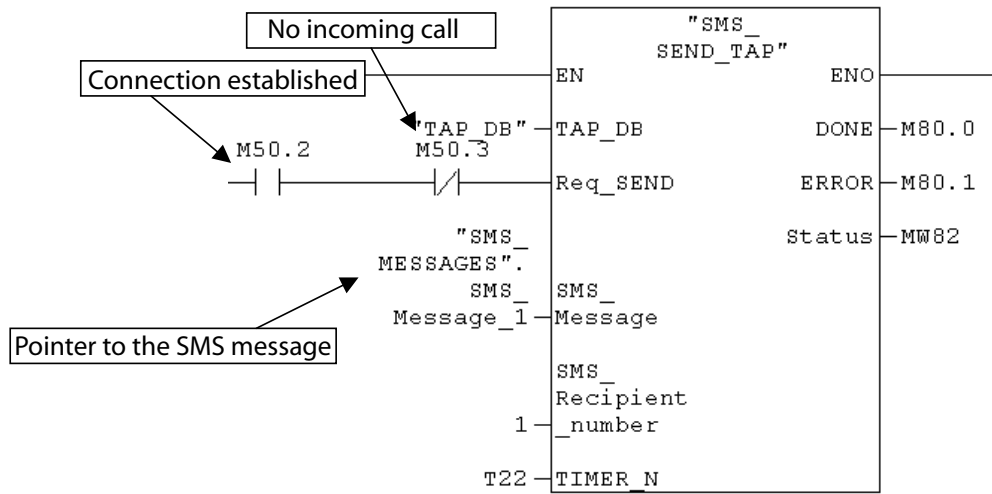 No incoming call
Connection established
"SMS_
SEND_TAP"
EN
ENO
"TAP_DB"
TAP_DB
DONE
M80.0
M50.2
M50.3
Req_SEND
ERROR
M80.1
"SMS_
MESSAGES".
SMS_
Message_1
Status
MW82
SMS_
Message
Pointer to the SMS message
SMS_
Recipient
_number
1
T22
TIMER_N